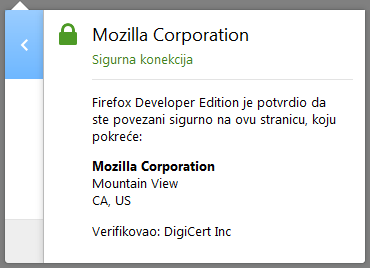 Mozilla Corporation
Sigurna konekcija
Firefox Developer Edition je potvrdio da
ste povezani sigurno na ovu stranicu, koju
pokreće:
Mozilla Corporation
Mountain View
CA, US
Verifikovao: DigiCert Inc